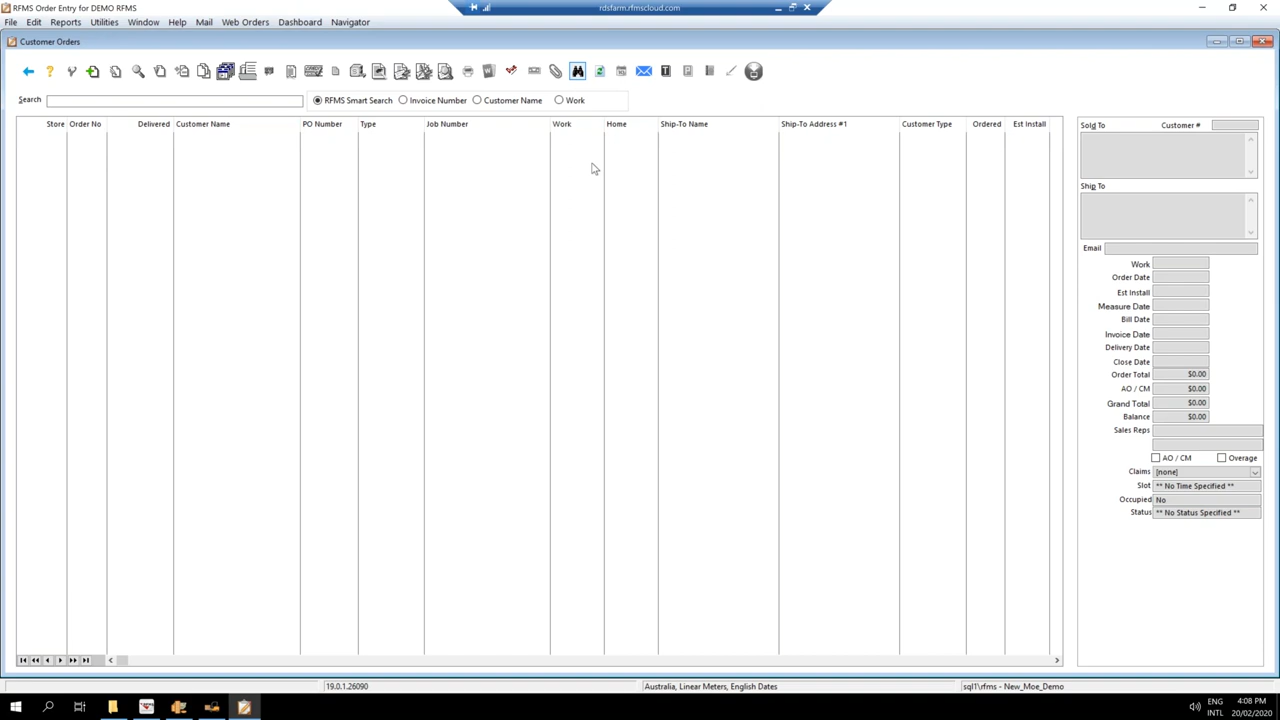 RFMS Order Entry for DEMO RFMS
rdsfarm.rfmscloud.com
File Edit Reports Utilities Window Help Mail Web Orders Dashboard Navigator
Customer Orders
Search
RFMS Smart Search Invoice Number Customer Name Work
Store Order No Delivered Customer Name PO Number Type Job Number Work Home Ship-To Name Ship-To Address #1 Customer Type Ordered Est Install
Sold To Customer #
Ship To
Email
Work
Order Date
Est Install
Measure Date
Bill Date
Invoice Date
Delivery Date
Close Date
Order Total $0.00
AO / CM $0.00
Grand Total $0.00
Balance $0.00
Sales Reps
AO / CM Overage
Claims [none]
Slot ** No Time Specified **
Occupied No
Status ** No Status Specified **
19.0.1.26090 Australia, Linear Meters, English Dates sql1\rfms - New_Moe_Demo
ENG 4:08 PM
INTL 20/02/2020